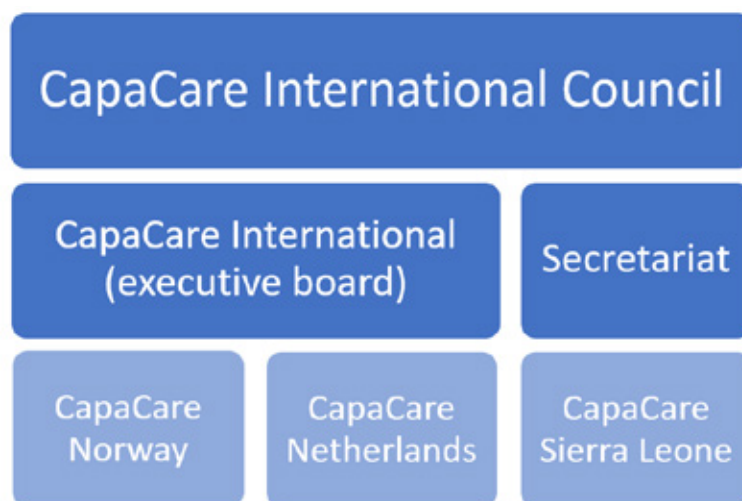 CapaCare International Council
CapaCare International
(executive board)
Secretariat
CapaCare
Norway
CapaCare
Netherlands
CapaCare
Sierra Leone